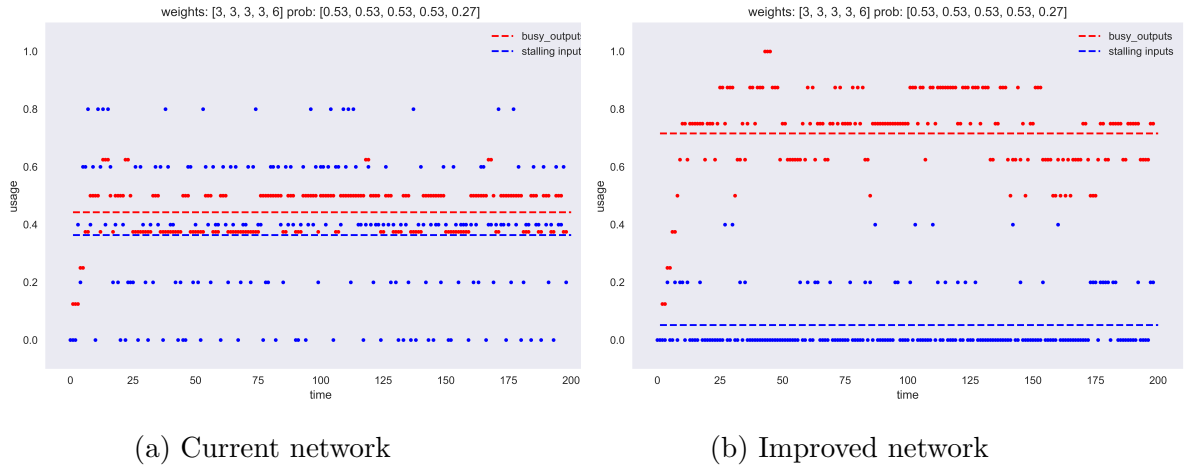 weights: [3, 3, 3, 3, 6] prob: [0.53, 0.53, 0.53, 0.53, 0.27]
busy_outputs
stalling input
1.0
0.8
0.6
0.4
0.2
0.0
usage
0
25
50
75
100
125
150
175
200
time
(a) Current network
weights: [3, 3, 3, 3, 6] prob: [0.53, 0.53, 0.53, 0.53, 0.27]
busy_outputs
stalling inputs
1.0
0.8
0.6
0.4
0.2
0.0
usage
0
25
50
75
100
125
150
175
200
time
(b) Improved network